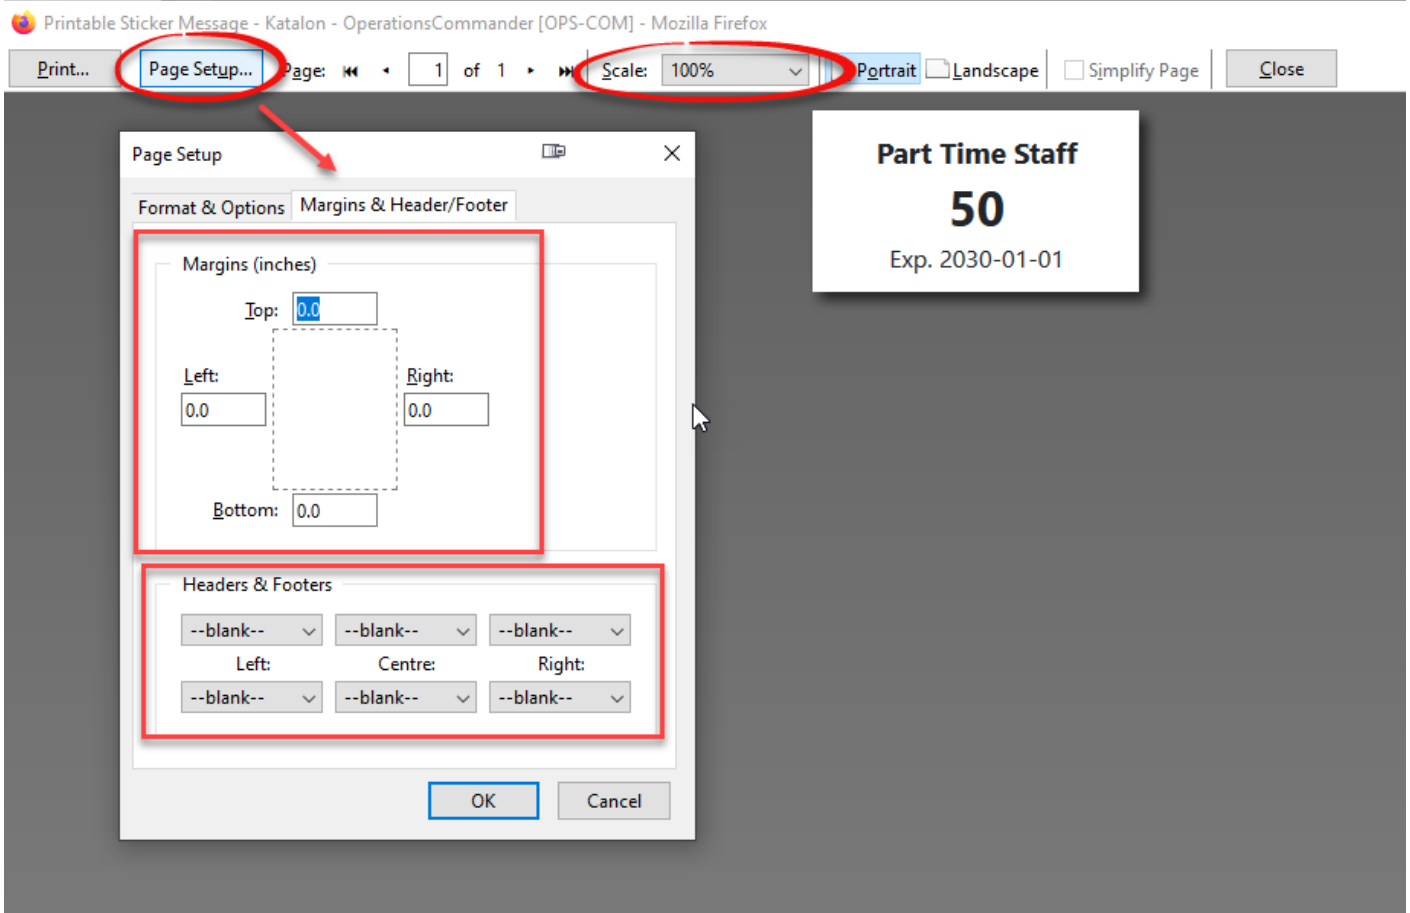 Printable Sticker Message - Katalon - OperationsCommander [OPS-COM] - Mozilla Firefox
Print... Page Setup... Page: 1 of 1 Scale: 100% Portrait Landscape Simplify Page Close
Part Time Staff
50
Exp. 2030-01-01
Page Setup
Format & Options Margins & Header/Footer
Margins (inches)
Top: 0.0
Left: Right:
0.0 0.0
Bottom: 0.0
Headers & Footers
--blank-- --blank-- --blank--
Left: Centre: Right:
--blank-- --blank-- --blank--
OK Cancel